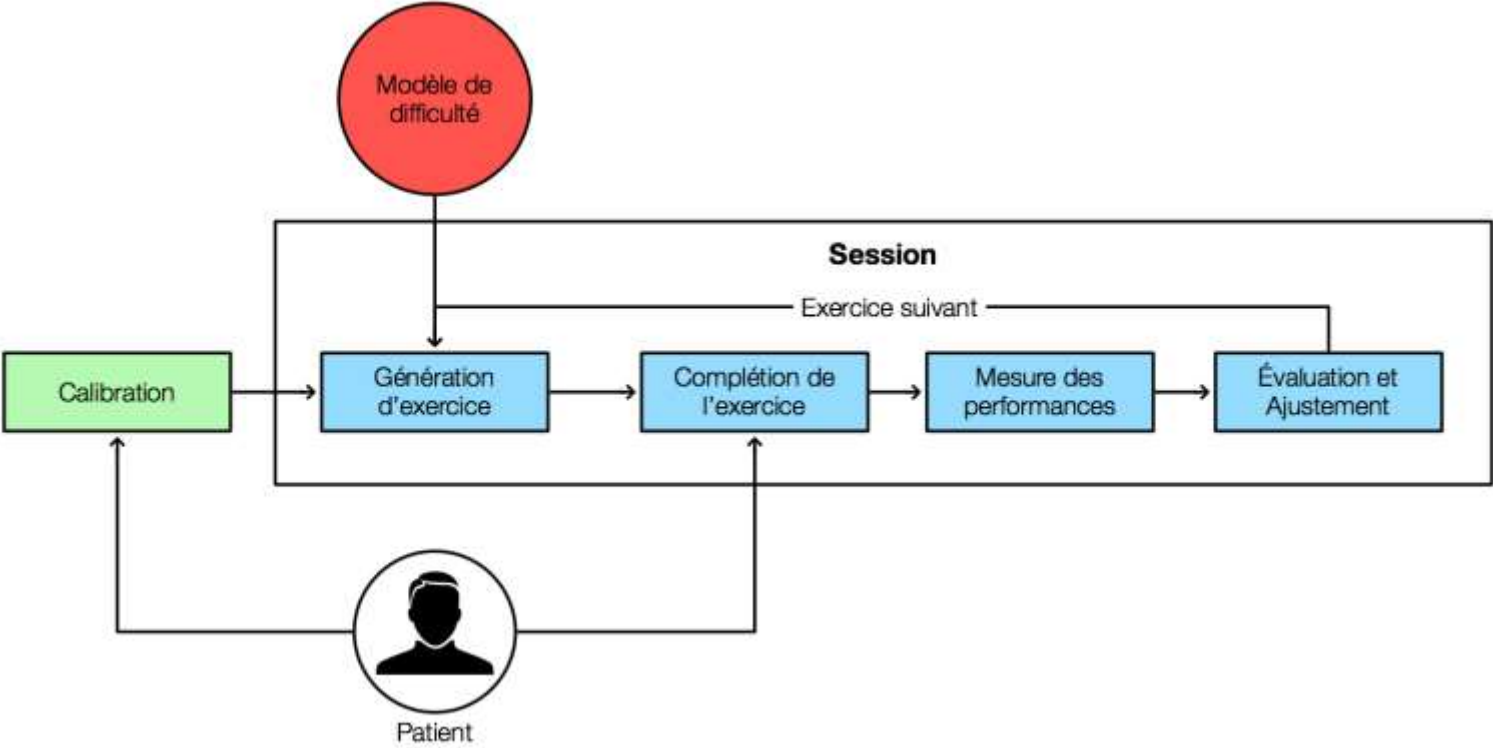 Modèle de
difficulté
Session
Exercice suivant
Calibration
Génération
d'exercice
Complétion de
l'exercice
Mesure des
performances
Évaluation et
Ajustement
Patient